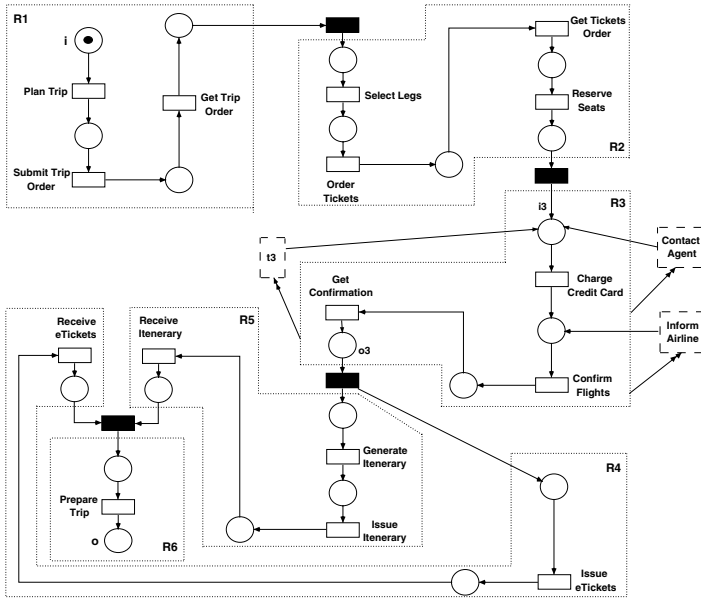 R1
i
Plan Trip
Submit Trip
Order
Get Trip
Order
Select Legs
Order
Tickets
Get Tickets
Order
Reserve
Seats
R2
i3
R3
Contact
Agent
t3
Charge
Credit Card
Get
Confirmation
o3
Inform
Airline
Confirm
Flights
Receive
eTickets
Receive
Itenerary
R5
Generate
Itenerary
Issue
Itenerary
R4
Prepare
Trip
o
R6
Issue
eTickets